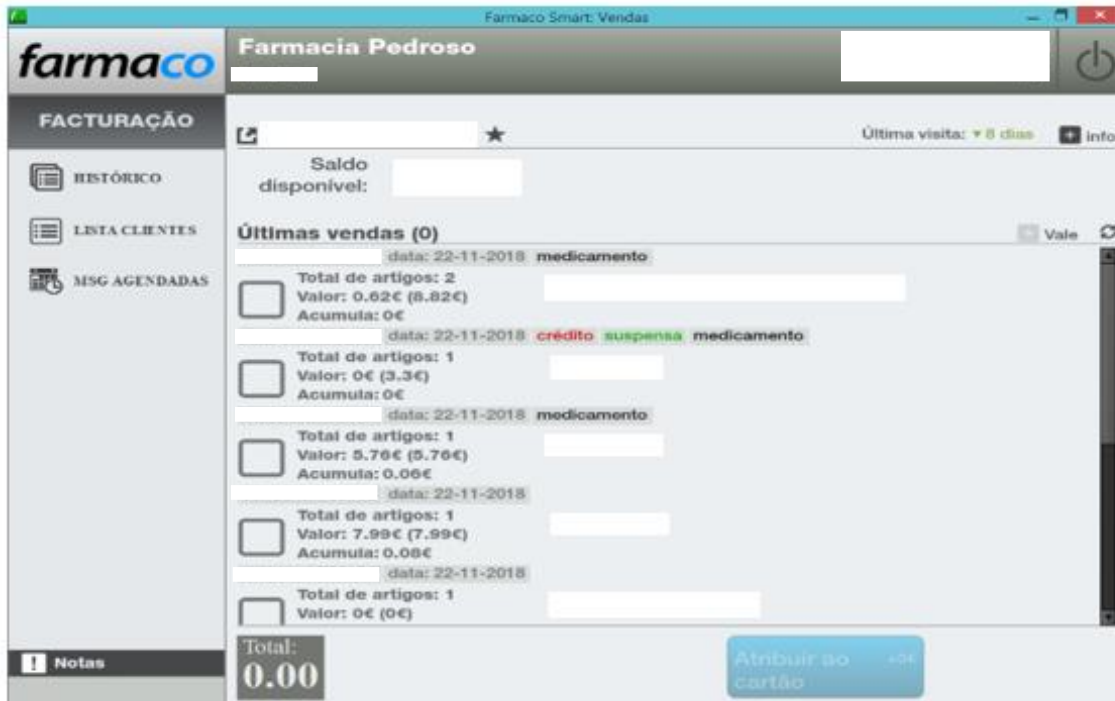 Farmaco Smart: Vendas
farmaco
Farmacia Pedroso
FACTURAÇÃO
HISTÓRICO
LISTA CLIENTES
MSG AGENDADAS
! Notas
Última visita: ▾ 8 dias + info
Saldo
disponível:
Últimas vendas (0)
+ Vale
data: 22-11-2018 medicamento
Total de artigos: 2
Valor: 0.62€ (8.82€)
Acumula: 0€
data: 22-11-2018 crédito suspensa medicamento
Total de artigos: 1
Valor: 0€ (3.3€)
Acumula: 0€
data: 22-11-2018 medicamento
Total de artigos: 1
Valor: 5.76€ (5.76€)
Acumula: 0.06€
data: 22-11-2018
Total de artigos: 1
Valor: 7.99€ (7.99€)
Acumula: 0.08€
data: 22-11-2018
Total de artigos: 1
Valor: 0€ (0€)
Total:
0.00
Atribuir ao +0€
cartão